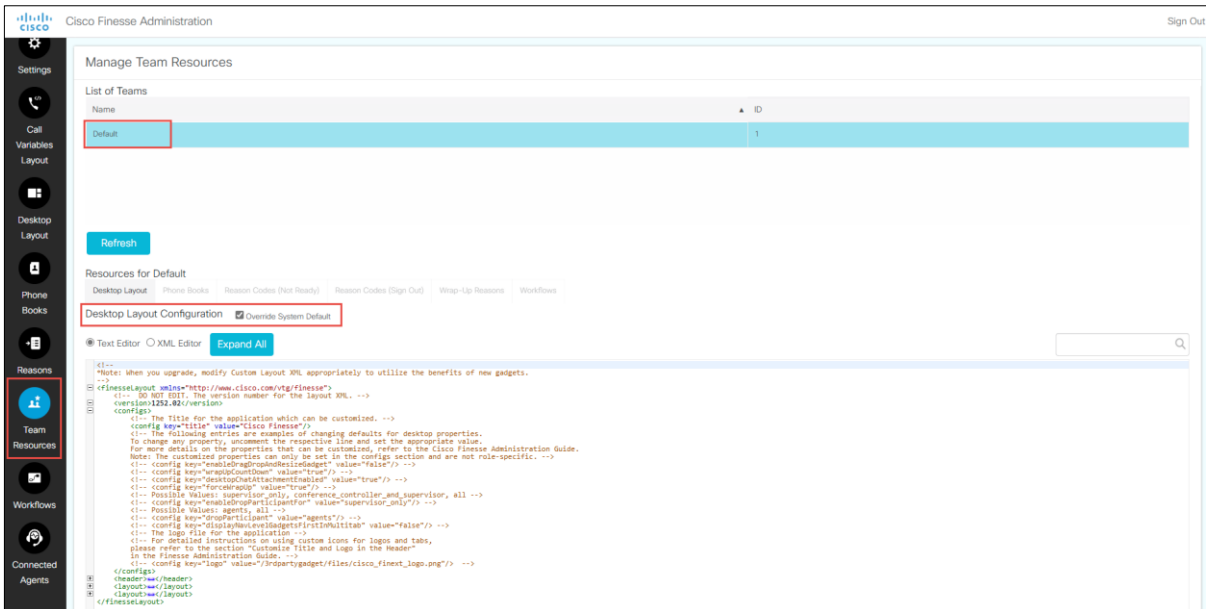 cisco Cisco Finesse Administration Sign Out
Settings
Call
Variables
Layout
Desktop
Layout
Phone
Books
Reasons
Team
Resources
Workflows
Connected
Agents
Manage Team Resources
List of Teams
Name ▲ ID
Default 1
Refresh
Resources for Default
Desktop Layout Phone Books Reason Codes (Not Ready) Reason Codes (Sign Out) Wrap-Up Reasons Workflows
Desktop Layout Configuration Override System Default
Text Editor XML Editor Expand All
<!--
*Note: When you upgrade, modify Custom Layout XML appropriately to utilize the benefits of new gadgets.
-->
<finesseLayout xmlns="http://www.cisco.com/vtg/finesse">
<!-- DO NOT EDIT. The version number for the layout XML. -->
<version>1252.02</version>
<configs>
<!-- The Title for the application which can be customized. -->
<config key="title" value="Cisco Finesse"/>
<!-- The following entries are examples of changing defaults for desktop properties.
To change any property, uncomment the respective line and set the appropriate value.
For more details on the properties that can be customized, refer to the Cisco Finesse Administration Guide.
Note: The customized properties can only be set in the configs section and are not role-specific. -->
<!-- <config key="enableDragDropAndResizeGadget" value="false"/> -->
<!-- <config key="wrapUpCountDown" value="true"/> -->
<!-- <config key="desktopChatAttachmentEnabled" value="true"/> -->
<!-- <config key="forceWrapUp" value="true"/> -->
<!-- Possible Values: supervisor_only, conference_controller_and_supervisor, all -->
<!-- <config key="enableDropParticipantFor" value="supervisor_only"/> -->
<!-- Possible Values: agents, all -->
<!-- <config key="dropParticipant" value="agents"/> -->
<!-- <config key="displayNavLevelGadgetsFirstInMultitab" value="false"/> -->
<!-- The logo file for the application -->
<!-- For detailed instructions on using custom icons for logos and tabs,
please refer to the section "Customize Title and Logo in the Header"
in the Finesse Administration Guide. -->
<!-- <config key="logo" value="/3rdpartygadget/files/cisco_finext_logo.png"/> -->
</configs>
<header></header>
<layout></layout>
<layout></layout>
</finesseLayout>